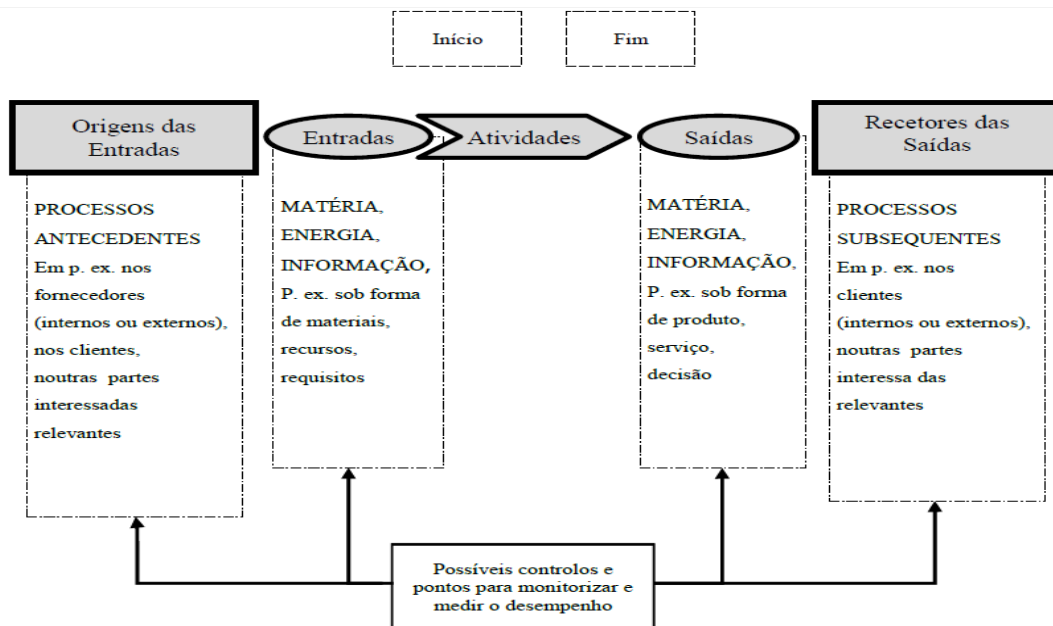 Início
Fim
Origens das
Entradas
Entradas
Atividades
Saídas
Recetores das
Saídas
PROCESSOS
ANTECEDENTES
Em p. ex. nos
fornecedores
(internos ou externos),
nos clientes,
noutras partes
interessadas
relevantes
MATÉRIA,
ENERGIA,
INFORMAÇÃO,
P. ex. sob forma
de materiais,
recursos,
requisitos
MATÉRIA,
ENERGIA,
INFORMAÇÃO,
P. ex. sob forma
de produto,
serviço,
decisão
PROCESSOS
SUBSEQUENTES
Em p. ex. nos
clientes
(internos ou externos),
noutras partes
interessa das
relevantes
Possíveis controlos e
pontos para monitorizar e
medir o desempenho